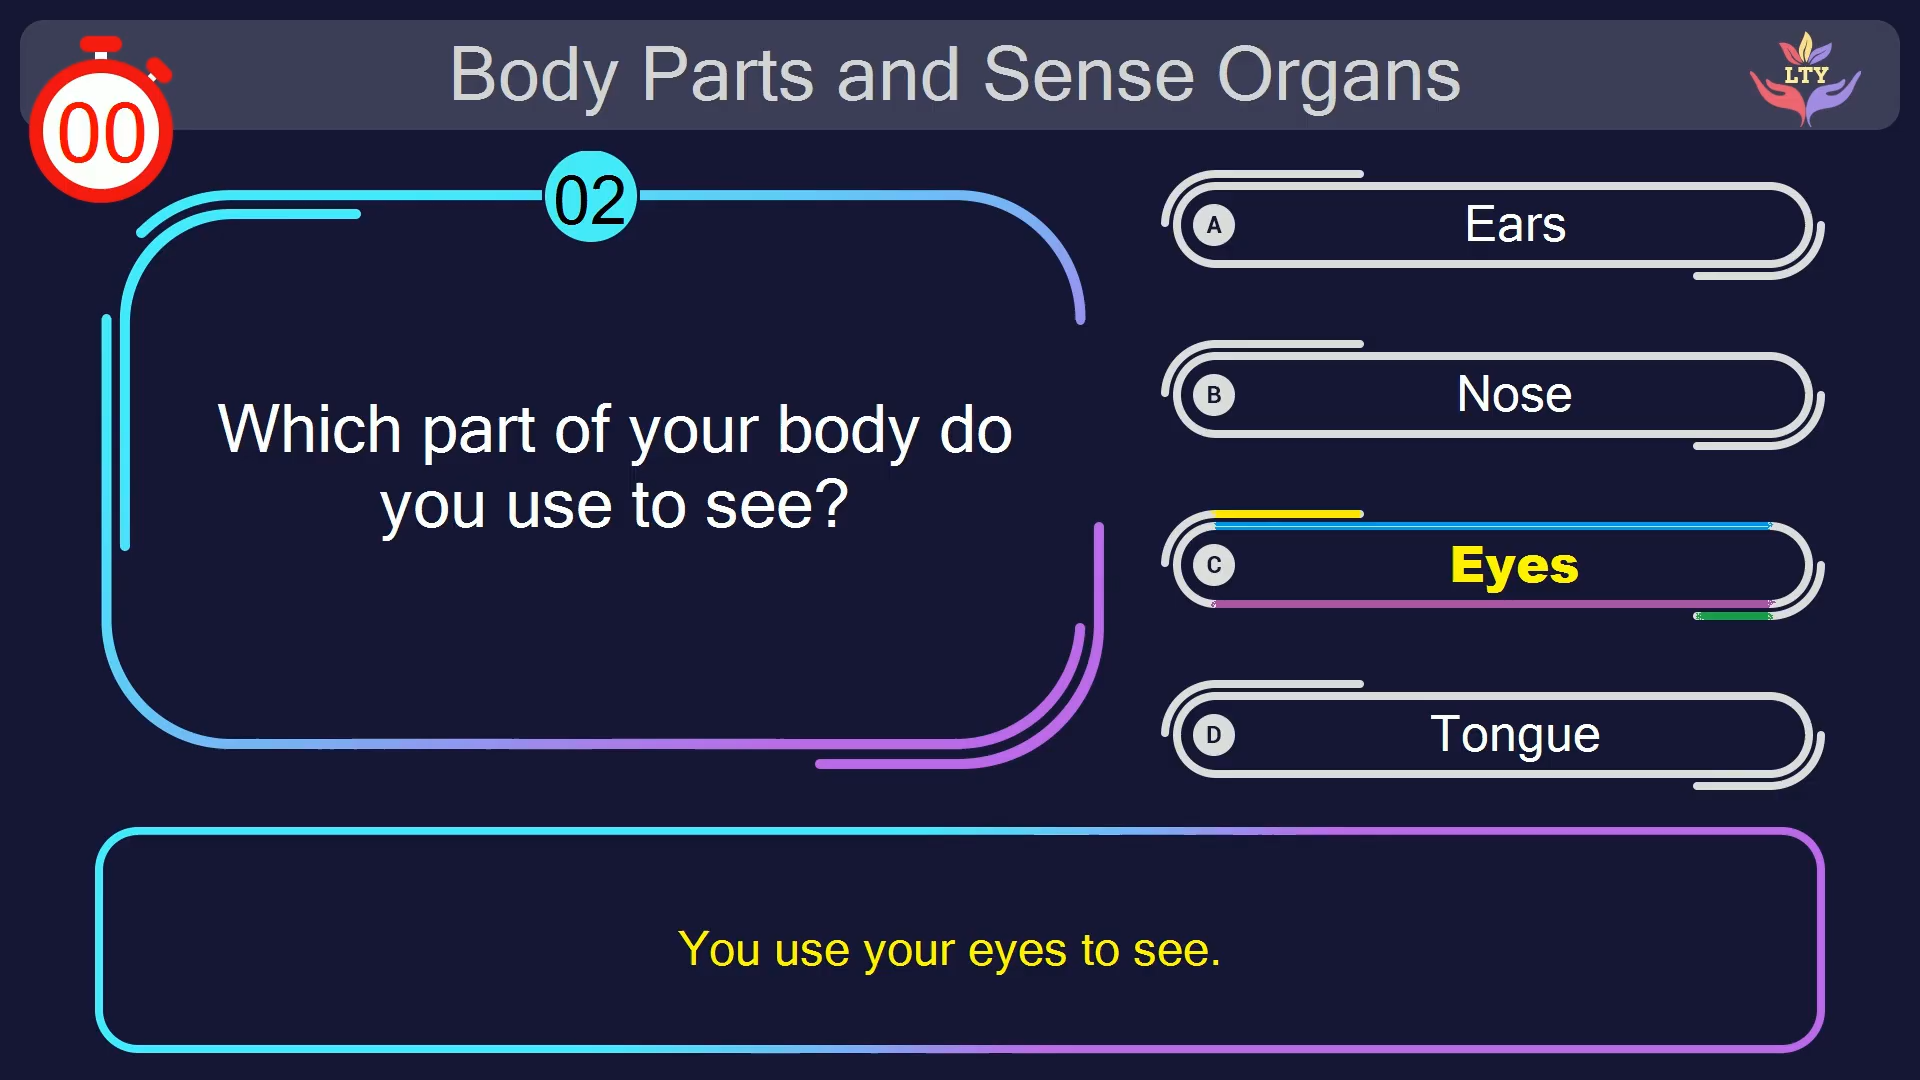 Body Parts and Sense Organs
LTY
00
02
Which part of your body do
you use to see?
A Ears
B Nose
C Eyes
D Tongue
You use your eyes to see.